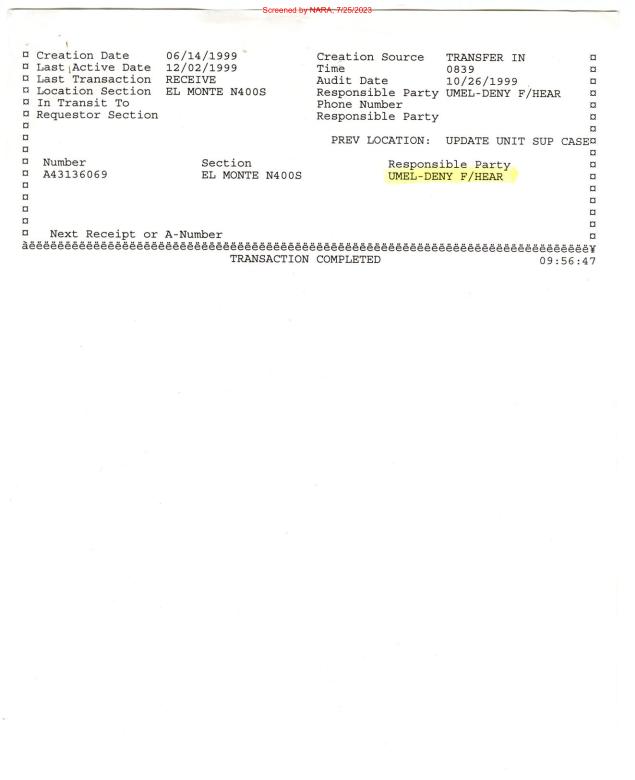 Screened by NARA, 7/25/2023
¤ Creation Date 06/14/1999 Creation Source TRANSFER IN ¤
¤ Last Active Date 12/02/1999 Time 0839 ¤
¤ Last Transaction RECEIVE Audit Date 10/26/1999 ¤
¤ Location Section EL MONTE N400S Responsible Party UMEL-DENY F/HEAR ¤
¤ In Transit To Phone Number ¤
¤ Requestor Section Responsible Party ¤
¤ ¤
¤ PREV LOCATION: UPDATE UNIT SUP CASE¤
¤ ¤
¤ Number Section Responsible Party ¤
¤ A43136069 EL MONTE N400S UMEL-DENY F/HEAR ¤
¤ ¤
¤ ¤
¤ ¤
¤ ¤
¤ Next Receipt or A-Number ¤
àëëëëëëëëëëëëëëëëëëëëëëëëëëëëëëëëëëëëëëëëëëëëëëëëëëëëëëëëëëëëëëëëëëëëëëëëëëëëëë¥
TRANSACTION COMPLETED 09:56:47